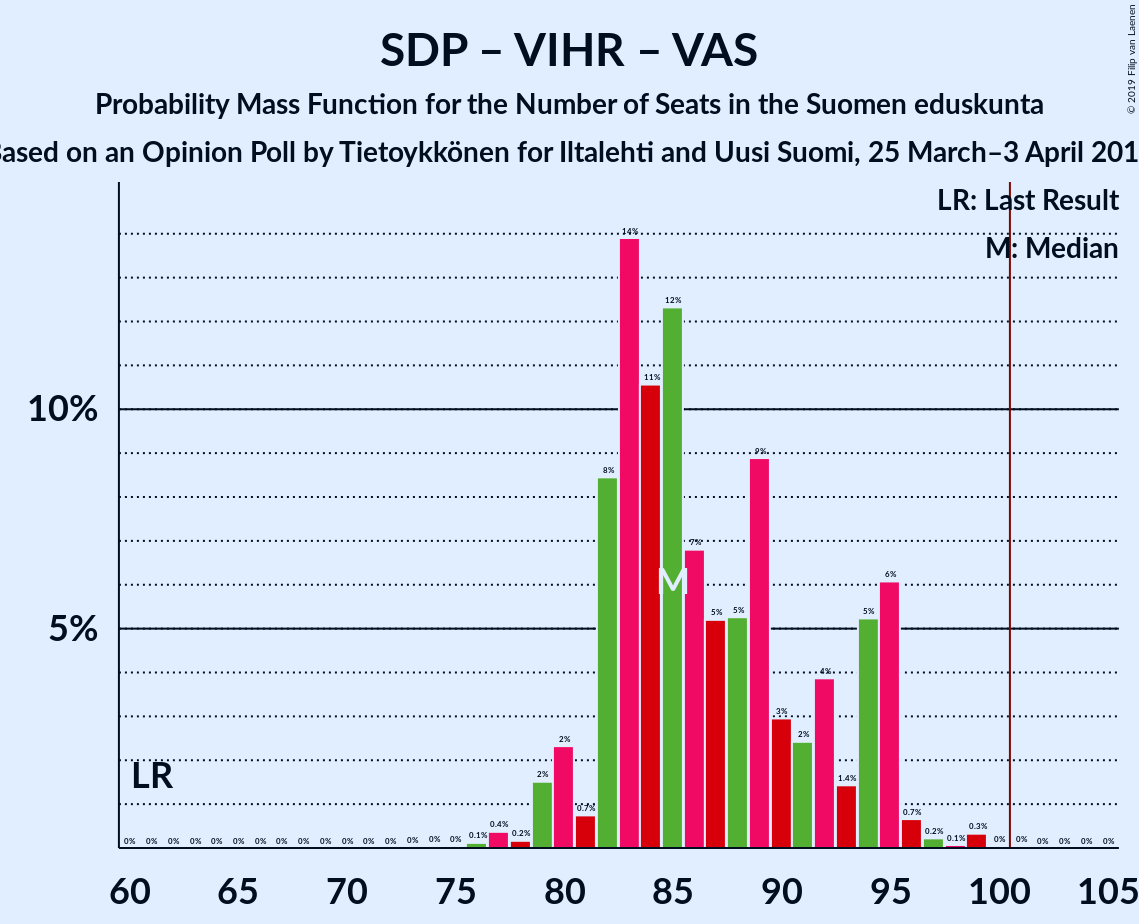 SDP – VIHR – VAS
Probability Mass Function for the Number of Seats in the Suomen eduskunta
Based on an Opinion Poll by Tietoykkönen for Iltalehti and Uusi Suomi, 25 March–3 April 201
© 2019 Filip van Laenen
LR: Last Result
M: Median
10%
5%
LR
M
0% 0% 0% 0% 0% 0% 0% 0% 0% 0% 0% 0% 0% 0% 0% 0% 0.1% 0.4% 0.2% 2% 2% 0.7% 8% 14% 11% 12% 7% 5% 5% 9% 3% 2% 4% 1.4% 5% 6% 0.7% 0.2% 0.1% 0.3% 0% 0% 0% 0% 0% 0%
60 65 70 75 80 85 90 95 100 105